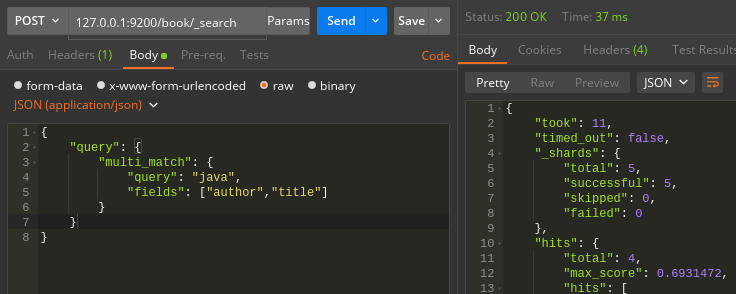 POST 127.0.0.1:9200/book/_search Params Send Save
Auth Headers (1) Body Pre-req. Tests Code
form-data x-www-form-urlencoded raw binary
JSON (application/json)
1 {
2 "query": {
3 "multi_match": {
4 "query": "java",
5 "fields": ["author","title"]
6 }
7 }
8 }
Status: 200 OK Time: 37 ms
Body Cookies Headers (4) Test Results
Pretty Raw Preview JSON
1 {
2 "took": 11,
3 "timed_out": false,
4 "_shards": {
5 "total": 5,
6 "successful": 5,
7 "skipped": 0,
8 "failed": 0
9 },
10 "hits": {
11 "total": 4,
12 "max_score": 0.6931472,
13 "hits": [